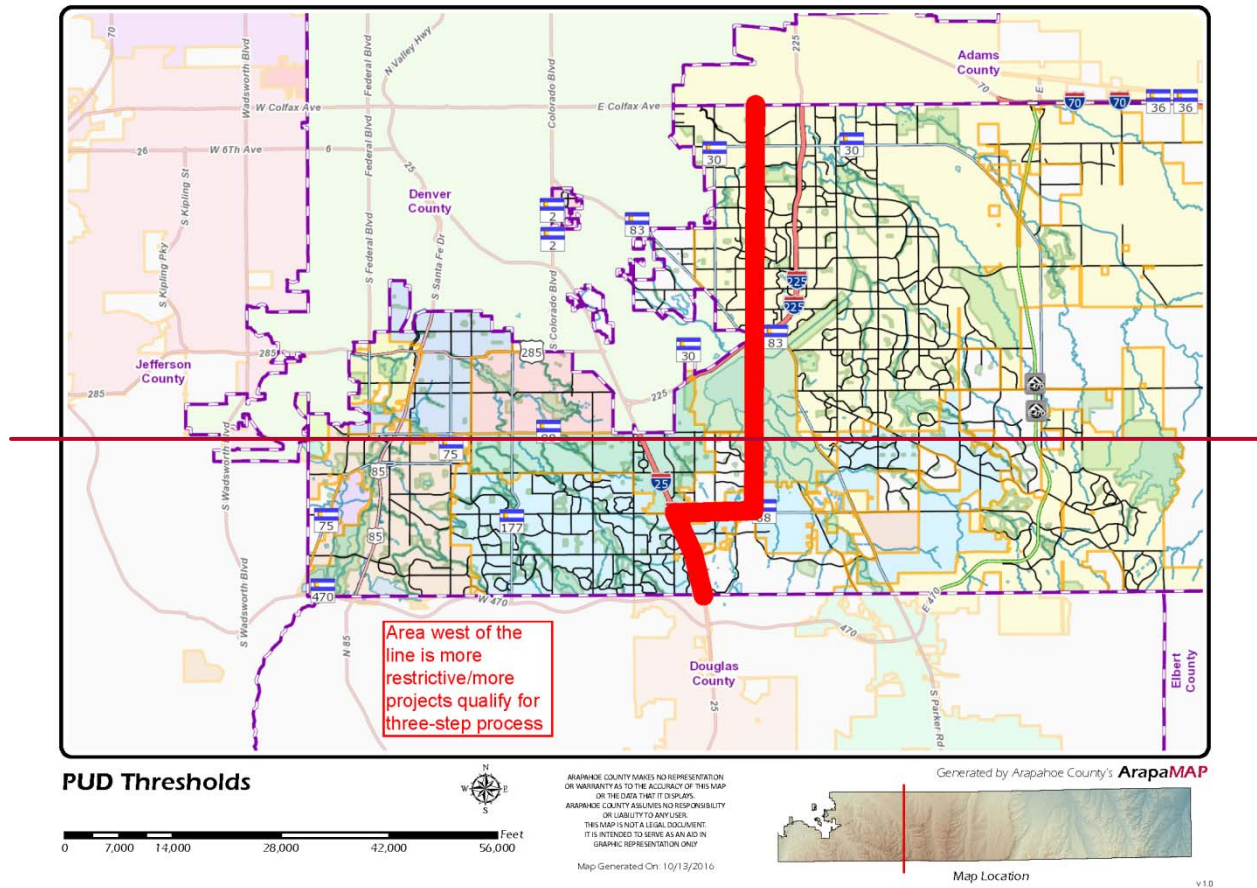 70
Wadsworth Blvd
Federal Blvd
N Valley Hwy
Colorado Blvd
225
Adams
County
70
E
W Colfax Ave
E Colfax Ave
70
70
36
36
26
W 6Th Ave
6
Federal Blvd
25
30
30
S Kipling St
Denver
County
2
2
83
S Kipling Pky
S Federal Blvd
S Santa Fe Dr
S Colorado Blvd
225
225
83
285
285
30
Jefferson
County
285
225
S Wadsworth Blvd
75
85
25
75
177
88
85
470
S Wadsworth Blvd
W 470
E 470
470
N 85
Area west of the
line is more
restrictive/more
projects qualify for
three-step process
Douglas
County
25
S Parker Rd
Elbert
County
PUD Thresholds
N
W
E
S
0
7,000
14,000
28,000
42,000
56,000
Feet
ARAPAHOE COUNTY MAKES NO REPRESENTATION
OR WARRANTY AS TO THE ACCURACY OF THIS MAP
OR THE DATA THAT IT DISPLAYS.
ARAPAHOE COUNTY ASSUMES NO RESPONSIBILITY
OR LIABILITY TO ANY USER.
THIS MAP IS NOT A LEGAL DOCUMENT.
IT IS INTENDED TO SERVE AS AN AID IN
GRAPHIC REPRESENTATION ONLY
Map Generated On: 10/13/2016
Generated by Arapahoe County's ArapaMAP
Map Location
v 1.0